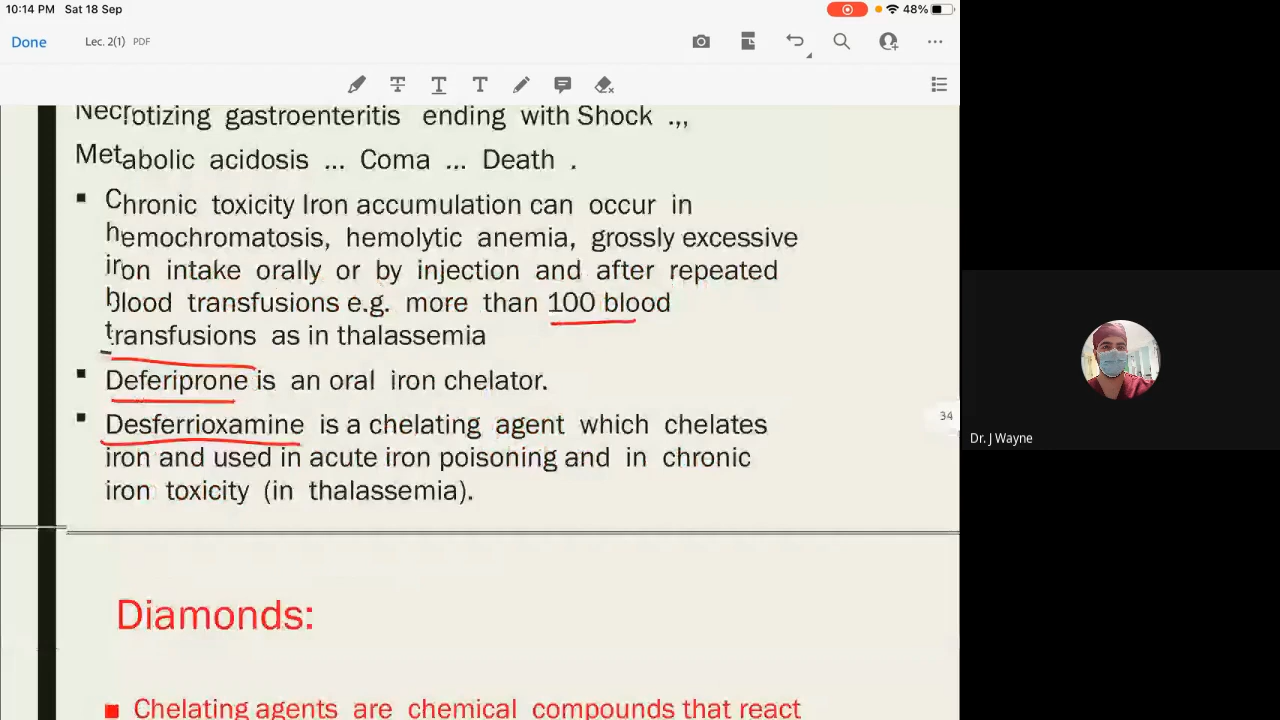 10:14 PM Sat 18 Sep
48%
Done
Lec. 2(1) PDF
Necrotizing gastroenteritis ending with Shock .,,
Metabolic acidosis ... Coma ... Death .
▪ Chronic toxicity Iron accumulation can occur in
hemochromatosis, hemolytic anemia, grossly excessive
iron intake orally or by injection and after repeated
blood transfusions e.g. more than 100 blood
transfusions as in thalassemia
▪ Deferiprone is an oral iron chelator.
▪ Desferrioxamine is a chelating agent which chelates
iron and used in acute iron poisoning and in chronic
iron toxicity (in thalassemia).
34
Dr. J Wayne
Diamonds:
■ Chelating agents are chemical compounds that react